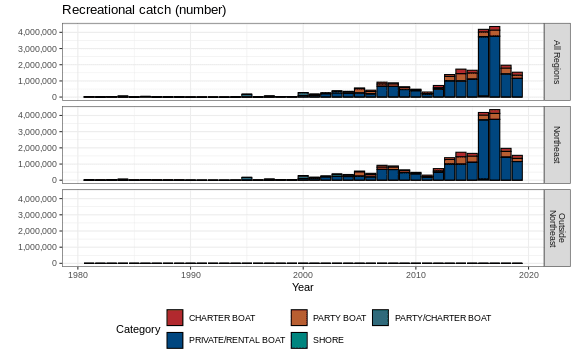 Recreational catch (number)
4,000,000
3,000,000
2,000,000
1,000,000
0
All Regions
4,000,000
3,000,000
2,000,000
1,000,000
0
Northeast
4,000,000
3,000,000
2,000,000
1,000,000
0
Outside
Northeast
1980 1990 2000 2010 2020
Year
Category
CHARTER BOAT
PARTY BOAT
PARTY/CHARTER BOAT
PRIVATE/RENTAL BOAT
SHORE